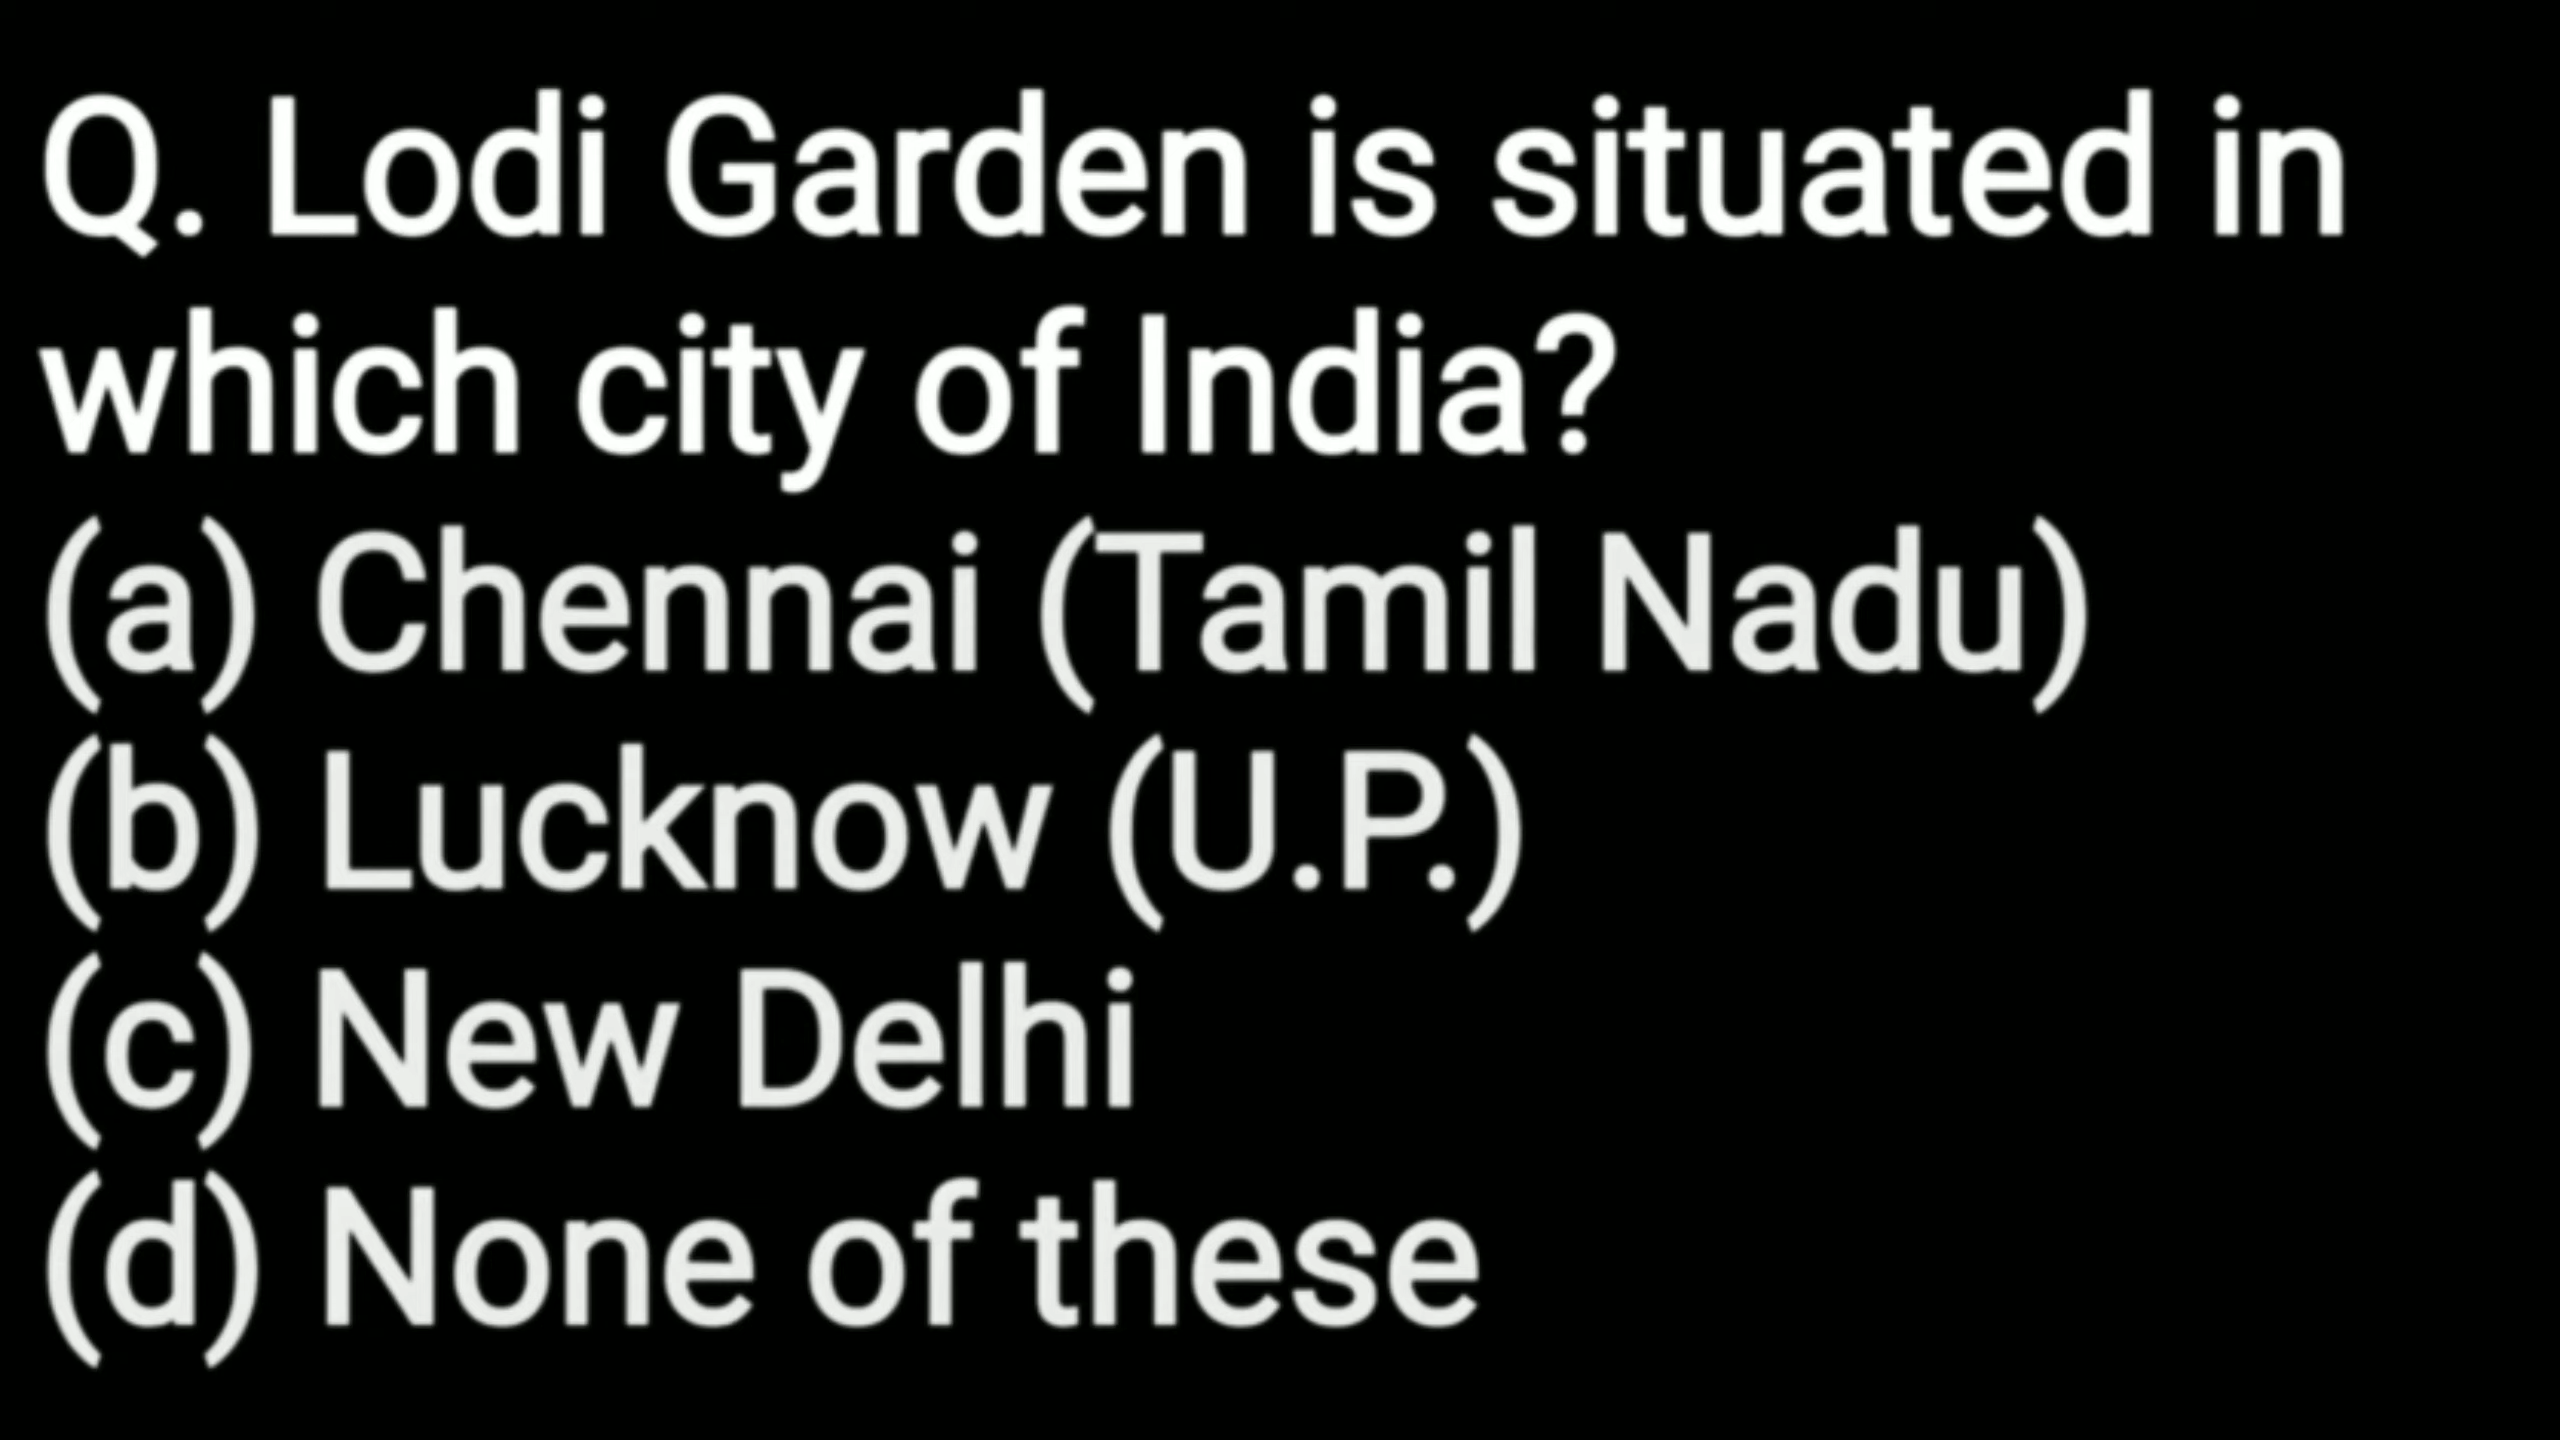 Q. Lodi Garden is situated in
which city of India?
(a) Chennai (Tamil Nadu)
(b) Lucknow (U.P.)
(c) New Delhi
(d) None of these